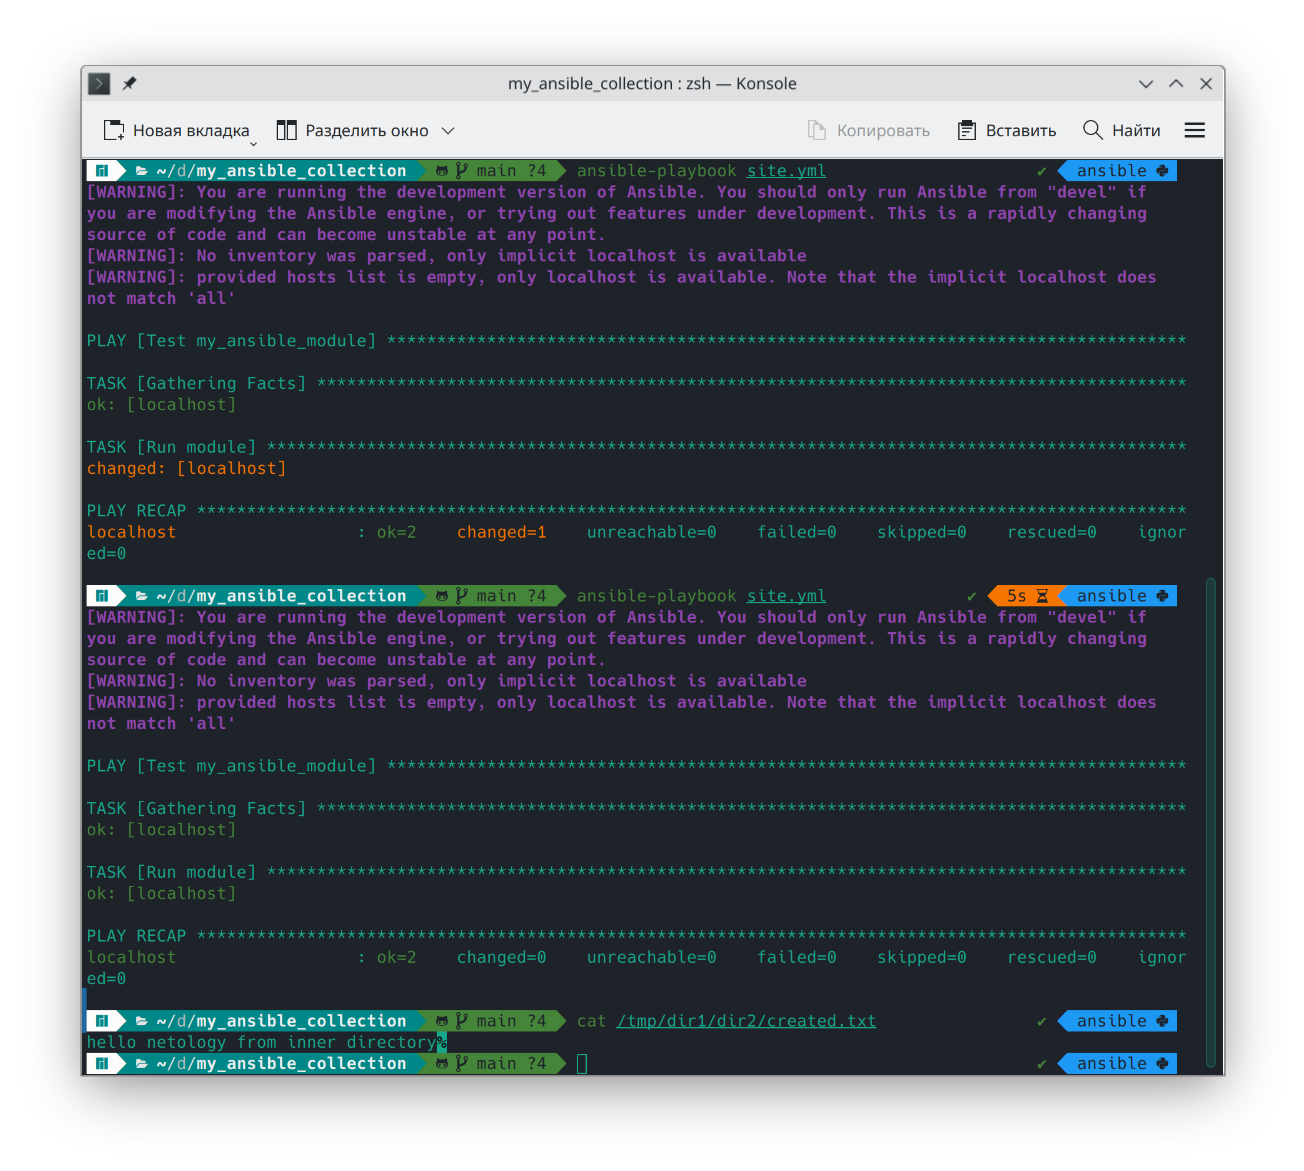 my_ansible_collection : zsh — Konsole
Новая вкладка Разделить окно Копировать Вставить Найти
~/d/my_ansible_collection main ?4 ansible-playbook site.yml ✔ ansible
[WARNING]: You are running the development version of Ansible. You should only run Ansible from "devel" if
you are modifying the Ansible engine, or trying out features under development. This is a rapidly changing
source of code and can become unstable at any point.
[WARNING]: No inventory was parsed, only implicit localhost is available
[WARNING]: provided hosts list is empty, only localhost is available. Note that the implicit localhost does
not match 'all'
PLAY [Test my_ansible_module] ********************************************************************************
TASK [Gathering Facts] ***************************************************************************************
ok: [localhost]
TASK [Run module] ********************************************************************************************
changed: [localhost]
PLAY RECAP ***************************************************************************************************
localhost : ok=2 changed=1 unreachable=0 failed=0 skipped=0 rescued=0 ignor
ed=0
~/d/my_ansible_collection main ?4 ansible-playbook site.yml ✔ 5s ansible
[WARNING]: You are running the development version of Ansible. You should only run Ansible from "devel" if
you are modifying the Ansible engine, or trying out features under development. This is a rapidly changing
source of code and can become unstable at any point.
[WARNING]: No inventory was parsed, only implicit localhost is available
[WARNING]: provided hosts list is empty, only localhost is available. Note that the implicit localhost does
not match 'all'
PLAY [Test my_ansible_module] ********************************************************************************
TASK [Gathering Facts] ***************************************************************************************
ok: [localhost]
TASK [Run module] ********************************************************************************************
ok: [localhost]
PLAY RECAP ***************************************************************************************************
localhost : ok=2 changed=0 unreachable=0 failed=0 skipped=0 rescued=0 ignor
ed=0
~/d/my_ansible_collection main ?4 cat /tmp/dir1/dir2/created.txt ✔ ansible
hello netology from inner directory%
~/d/my_ansible_collection main ?4 ✔ ansible